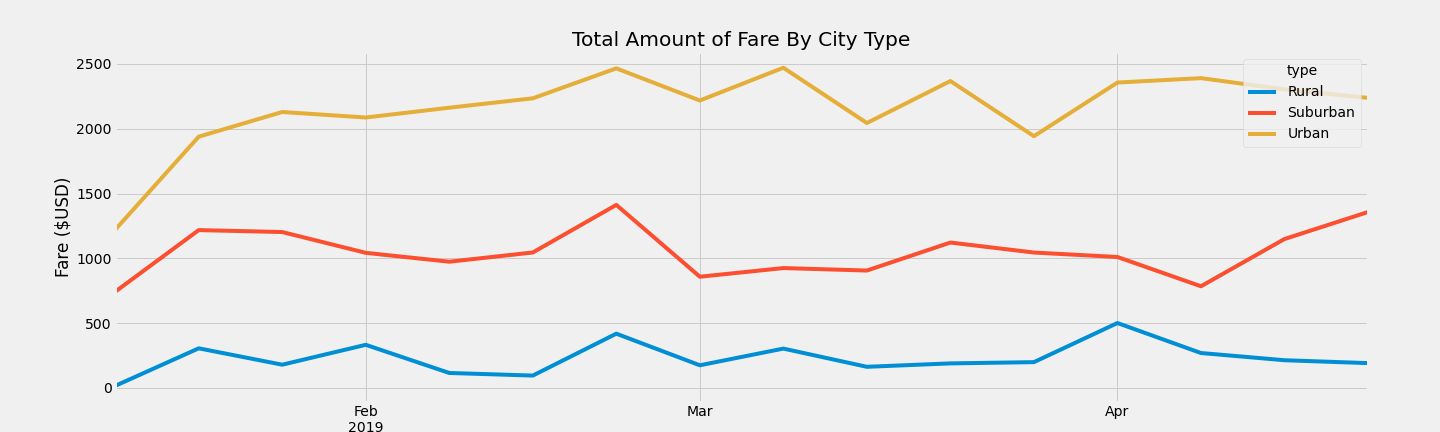 Total Amount of Fare By City Type
2500
2000
1500
1000
500
0
Fare ($USD)
type
Rural
Suburban
Urban
Feb
2019
Mar
Apr